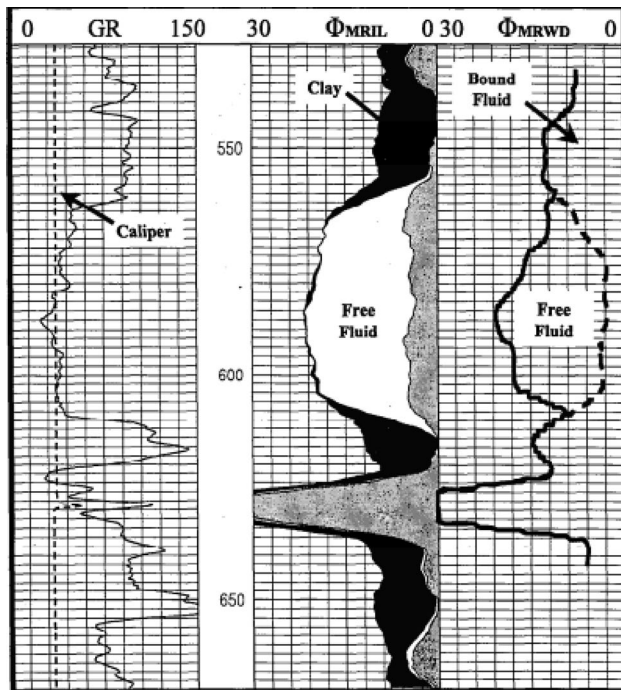 0 GR 150 30 ΦMRIL 0 30 ΦMRWD 0
Clay
Bound
Fluid
550
Caliper
Free
Fluid
Free
Fluid
600
650